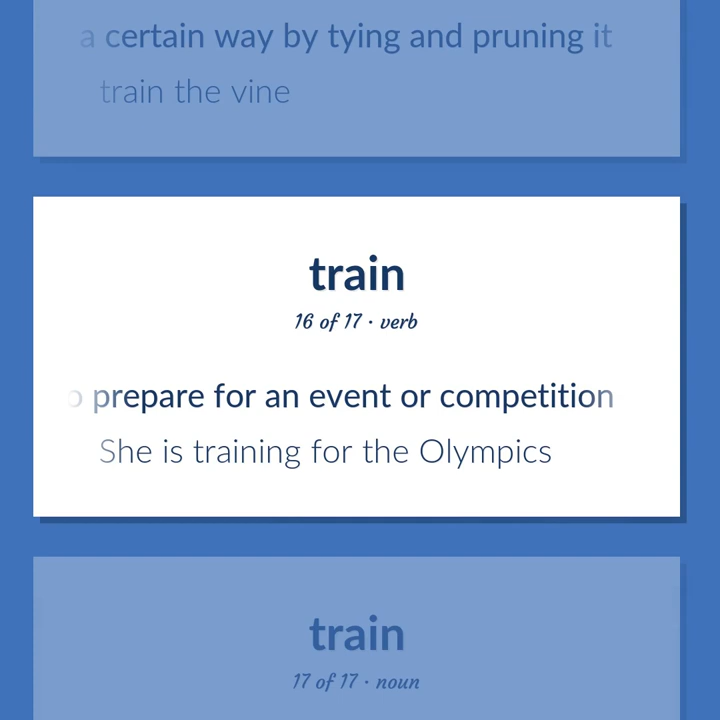 a certain way by tying and pruning it
train the vine
train
16 of 17 · verb
o prepare for an event or competition
She is training for the Olympics
train
17 of 17 · noun